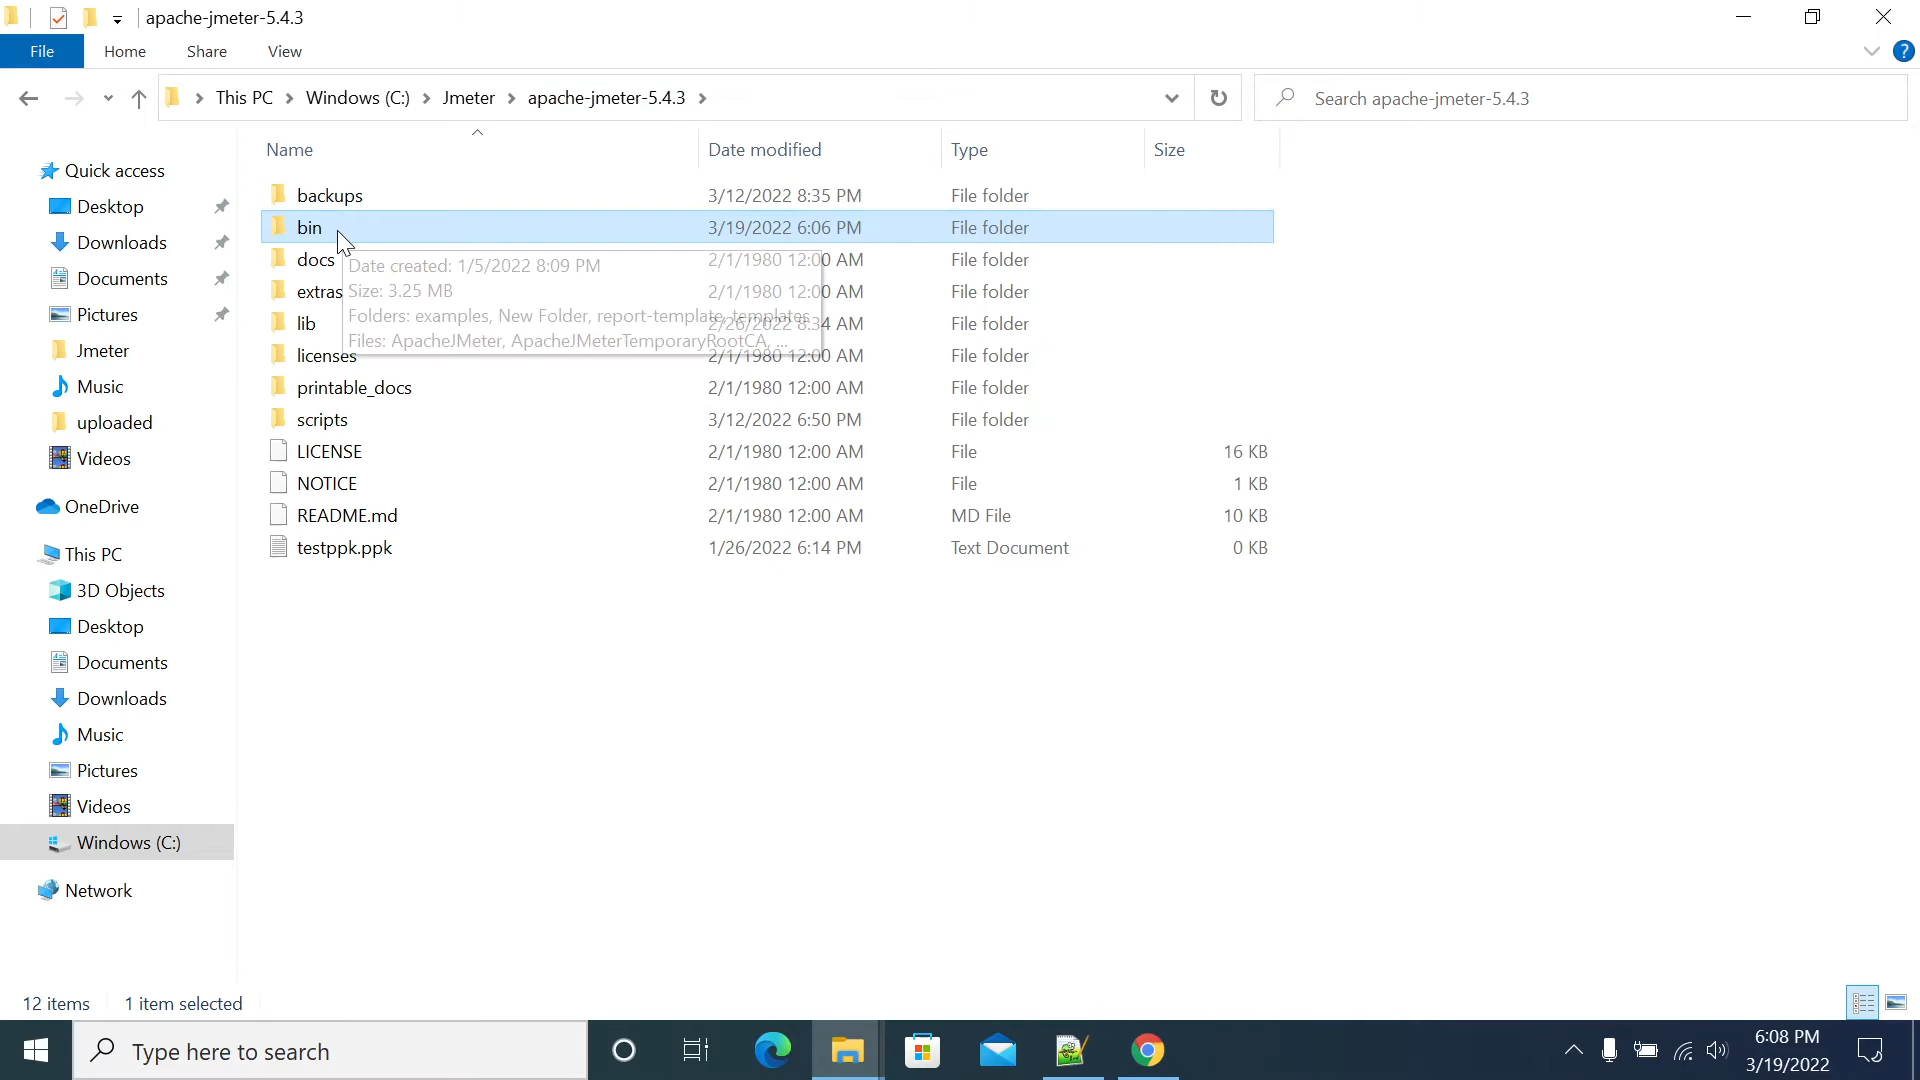 apache-jmeter-5.4.3
File Home Share View
This PC Windows (C:) Jmeter apache-jmeter-5.4.3
Search apache-jmeter-5.4.3
Name Date modified Type Size
Quick access
Desktop
Downloads
Documents
Pictures
Jmeter
Music
uploaded
Videos
OneDrive
This PC
3D Objects
Desktop
Documents
Downloads
Music
Pictures
Videos
Windows (C:)
Network
backups 3/12/2022 8:35 PM File folder
bin 3/19/2022 6:06 PM File folder
docs 2/1/1980 12:00 AM File folder
extras 2/1/1980 12:00 AM File folder
lib 2/26/2022 8:34 AM File folder
licenses 2/1/1980 12:00 AM File folder
printable_docs 2/1/1980 12:00 AM File folder
scripts 3/12/2022 6:50 PM File folder
LICENSE 2/1/1980 12:00 AM File 16 KB
NOTICE 2/1/1980 12:00 AM File 1 KB
README.md 2/1/1980 12:00 AM MD File 10 KB
testppk.ppk 1/26/2022 6:14 PM Text Document 0 KB
Date created: 1/5/2022 8:09 PM
Size: 3.25 MB
Folders: examples, New Folder, report-template, templates
Files: ApacheJMeter, ApacheJMeterTemporaryRootCA, ...
12 items 1 item selected
Type here to search
6:08 PM
3/19/2022